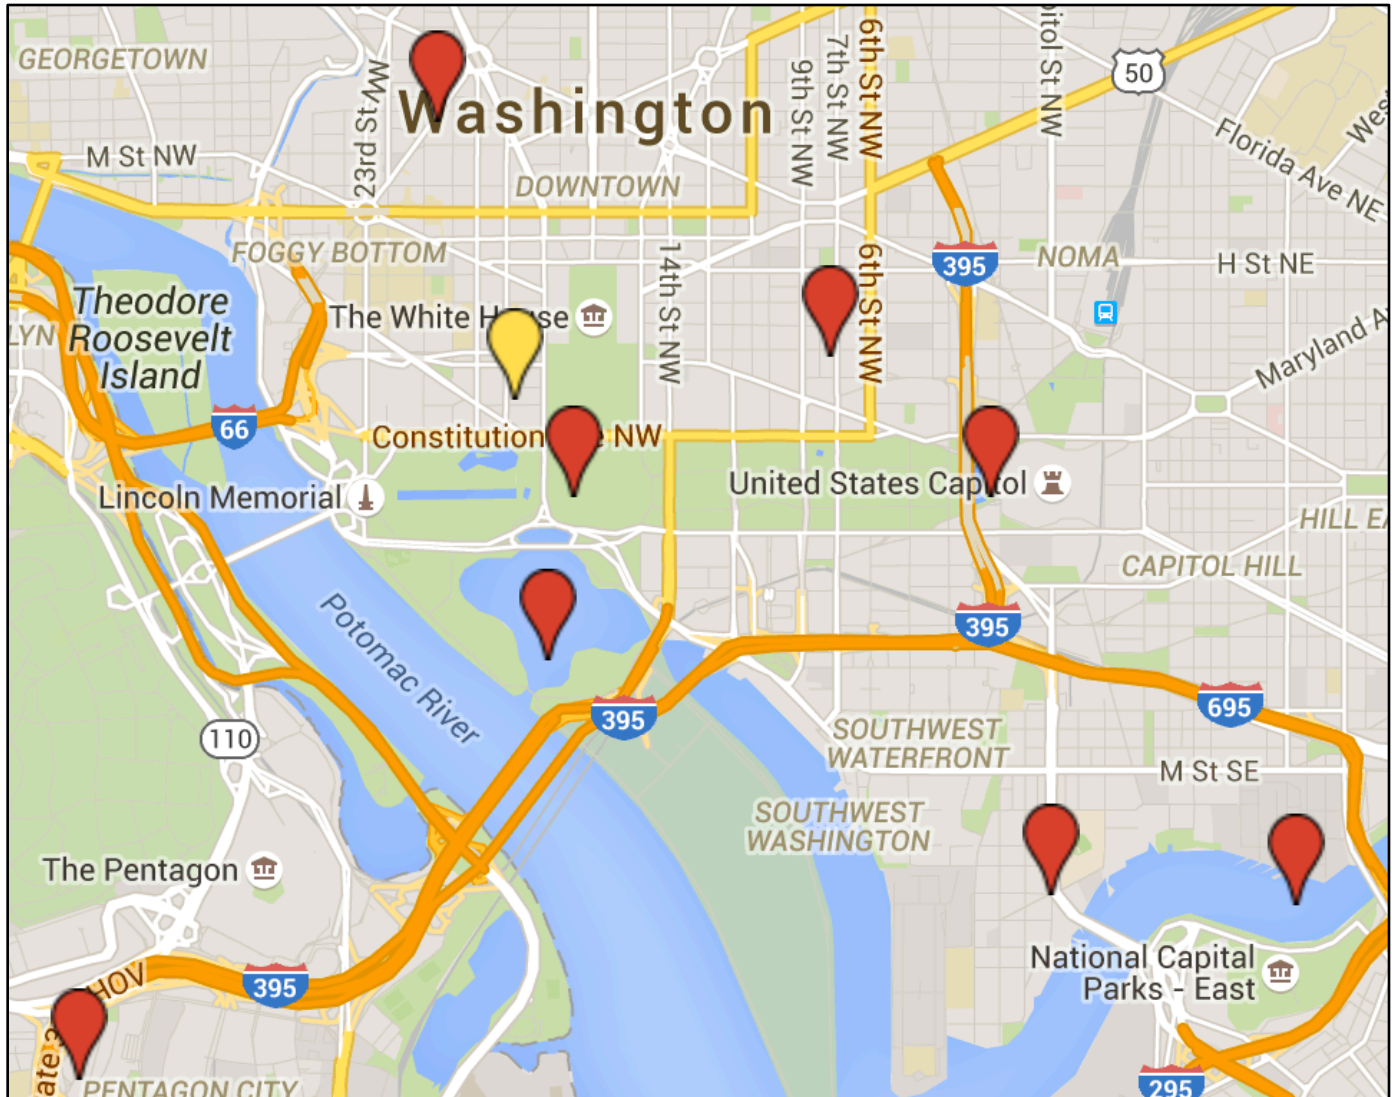 GEORGETOWN
Washington
M St NW
23rd St NW
DOWNTOWN
9th St NW
7th St NW
6th St NW
50
Florida Ave NE
FOGGY BOTTOM
395
NOMA
H St NE
Theodore
Roosevelt
Island
The White House
14th St NW
6th St NW
Maryland A
LYN
66
Constitution NW
Lincoln Memorial
United States Capitol
HILL EA
CAPITOL HILL
Potomac River
395
395
695
110
SOUTHWEST
WATERFRONT
M St SE
SOUTHWEST
WASHINGTON
The Pentagon
National Capital
Parks - East
HOV
395
PENTAGON CITY
295